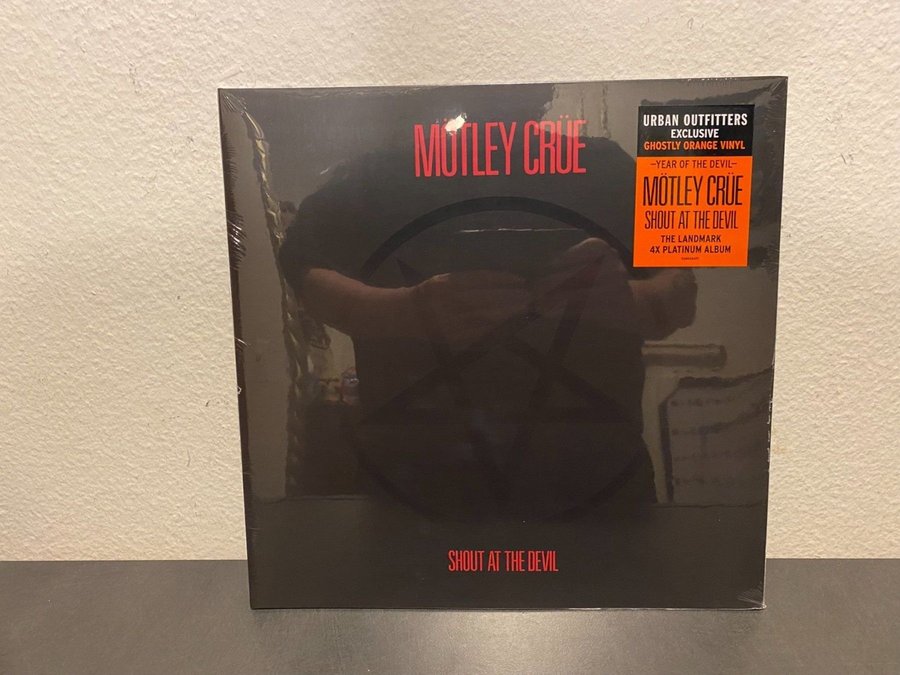 MÖTLEY CRÜE
URBAN OUTFITTERS
EXCLUSIVE
GHOSTLY ORANGE VINYL
—YEAR OF THE DEVIL—
MÖTLEY CRÜE
SHOUT AT THE DEVIL
THE LANDMARK
4X PLATINUM ALBUM
SHOUT AT THE DEVIL